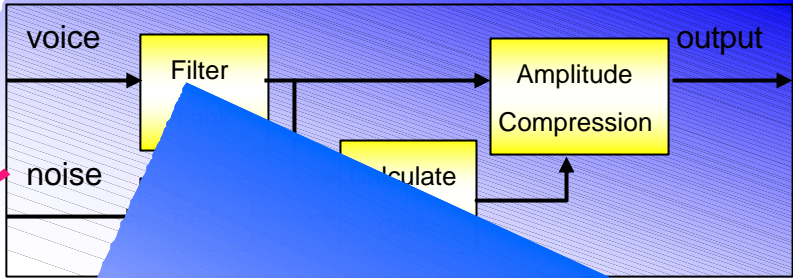 voice
output
Filter
Amplitude
Compression
noise